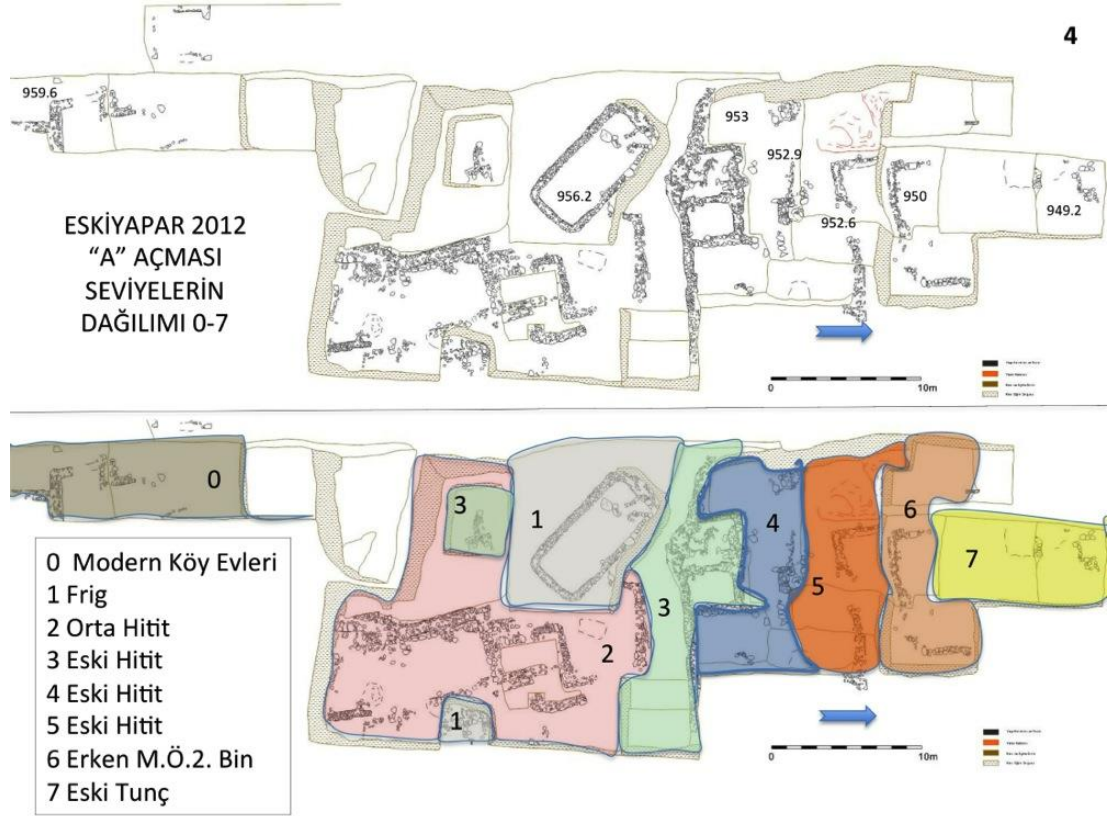 4
959.6
953
952.9
956.2
950
952.6
949.2
ESKİYAPAR 2012
“A” AÇMASI
SEVİYELERİN
DAĞILIMI 0-7
0
10m
0
3
1
4
6
7
5
3
2
1
0 Modern Köy Evleri
1 Frig
2 Orta Hitit
3 Eski Hitit
4 Eski Hitit
5 Eski Hitit
6 Erken M.Ö.2. Bin
7 Eski Tunç
0
10m